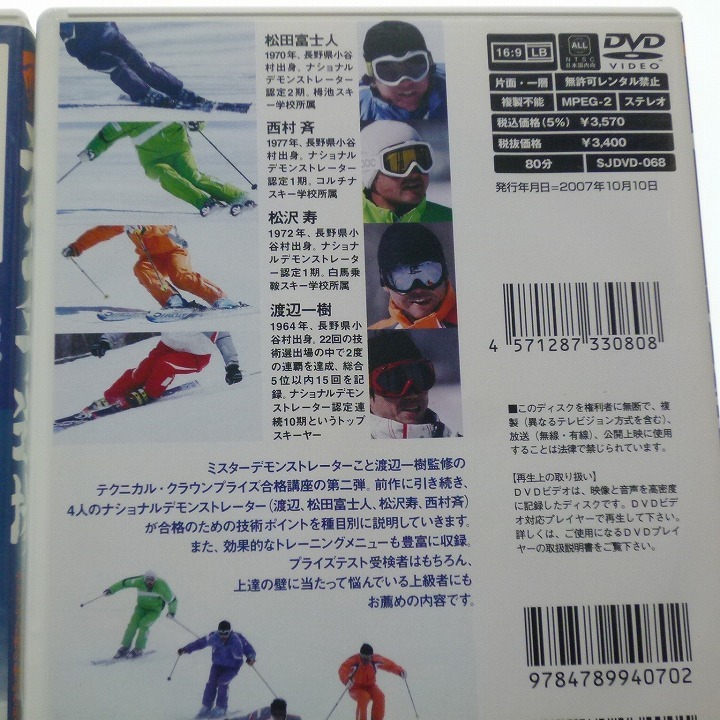 松田富士人
1970年、長野県小谷
村出身。ナショナル
デモンストレーター
認定2期。栂池スキ
ー学校所属
西村 斉
1977年、長野県小谷
村出身。ナショナル
デモンストレーター
認定1期。コルチナ
スキー学校所属
松沢 寿
1972年、長野県小
谷村出身。ナショナ
ルデモンストレータ
ー認定1期。白馬乗
鞍スキー学校所属
渡辺一樹
1964年、長野県小
谷村出身。22回の技
術選出場の中で2度
の連覇を達成、総合
5位以内15回を記
録。ナショナルデモン
ストレーター認定連
続10期というトップ
スキーヤー
ミスターデモンストレーターこと渡辺一樹監修の
テクニカル・クラウンプライズ合格講座の第二弾。前作に引き続き、
4人のナショナルデモンストレーター(渡辺、松田富士人、松沢寿、西村斉)
が合格のための技術ポイントを種目別に説明していきます。
また、効果的なトレーニングメニューも豊富に収録。
プライズテスト受検者はもちろん、
上達の壁に当たって悩んでいる上級者にも
お薦めの内容です。
16:9 LB
ALL
NTSC
日本国内向
DVD
VIDEO
片面・一層 無許可レンタル禁止
複製不能 MPEG-2 ステレオ
税込価格(5%) ¥3,570
税抜価格 ¥3,400
80分 SJDVD-068
発行年月日=2007年10月10日
4 571287 330808
■このディスクを権利者に無断で、複
製(異なるテレビジョン方式を含む)、
放送(無線・有線)、公開上映に使用
することは法律で禁じられています。
【再生上の取り扱い】
DVDビデオは、映像と音声を高密度
に記録したディスクです。DVDビデ
オ対応プレイヤーで再生して下さい。
詳しくは、ご使用になるDVDプレイ
ヤーの取扱説明書をご覧下さい。
9784789940702